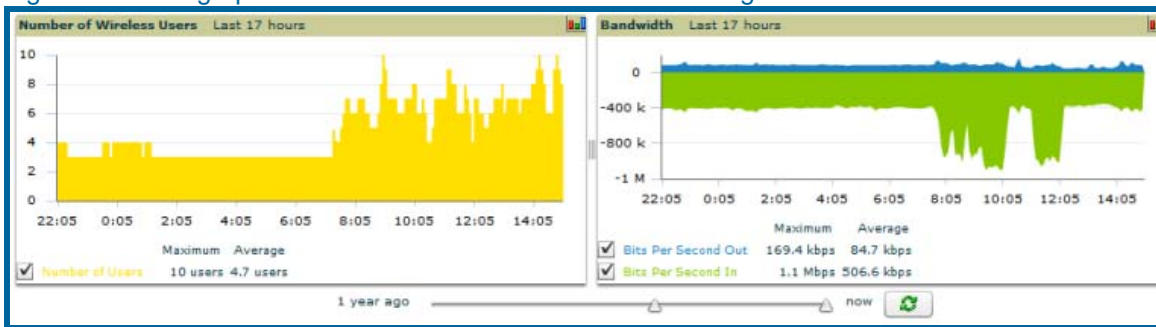 Number of Wireless Users Last 17 hours
10
8
6
4
2
0
22:05 0:05 2:05 4:05 6:05 8:05 10:05 12:05 14:05
Maximum Average
Number of Users 10 users 4.7 users
Bandwidth Last 17 hours
0
-400 k
-800 k
-1 M
22:05 0:05 2:05 4:05 6:05 8:05 10:05 12:05 14:05
Maximum Average
Bits Per Second Out 169.4 kbps 84.7 kbps
Bits Per Second In 1.1 Mbps 506.6 kbps
1 year ago now